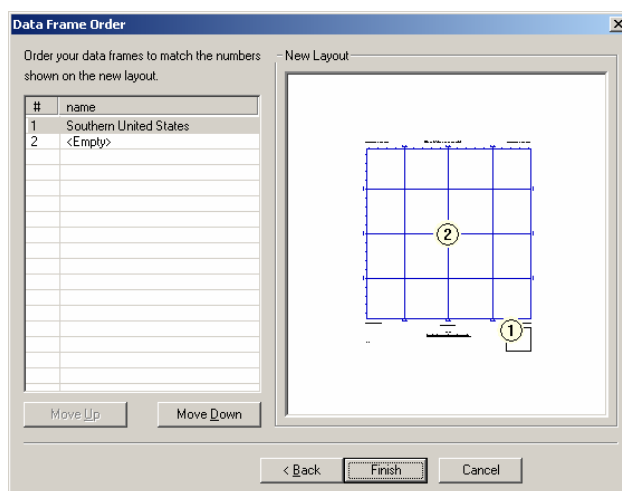 Data Frame Order
Order your data frames to match the numbers
shown on the new layout.
# name
1 Southern United States
2 <Empty>
Move Up
Move Down
New Layout
2
1
< Back
Finish
Cancel